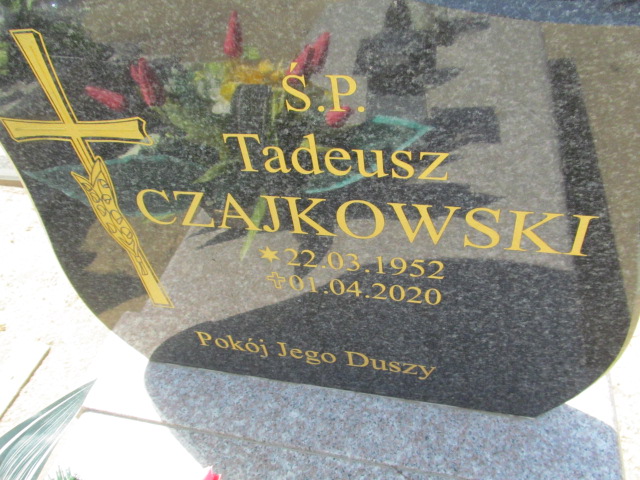 Ś.P.
Tadeusz
CZAJKOWSKI
✶22.03.1952
✝01.04.2020
Pokój Jego Duszy